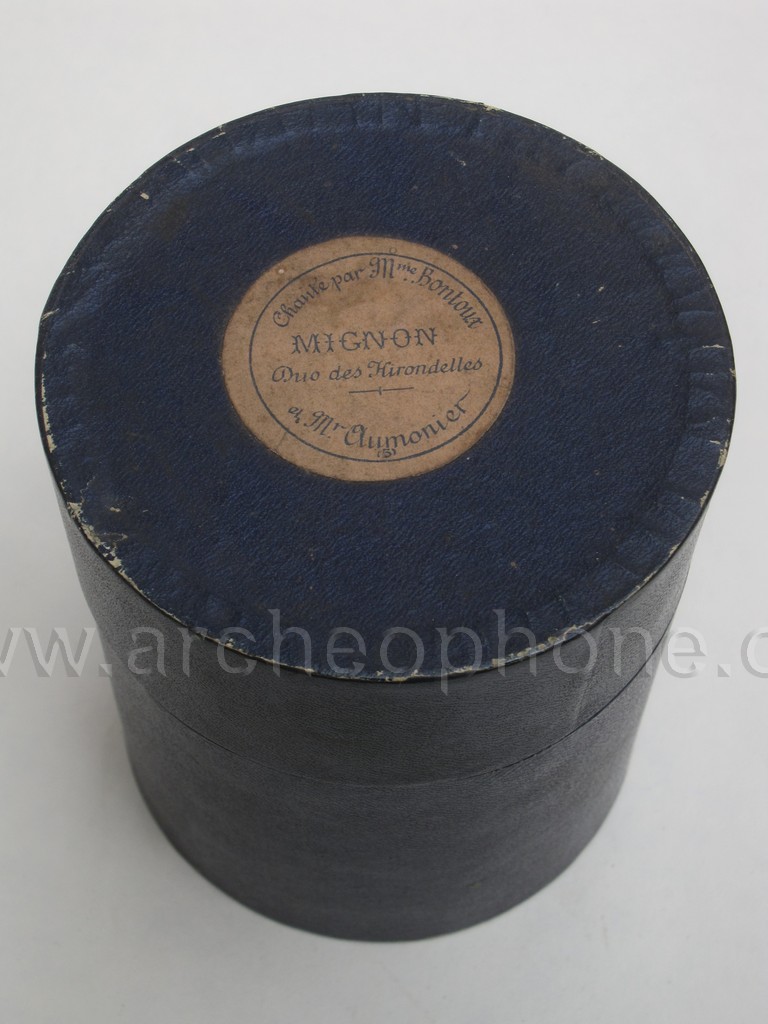 Chanté par Mme Bontoux
MIGNON
Duo des Hirondelles
et Mr. Aumonier
(5)
www.archeophone.c